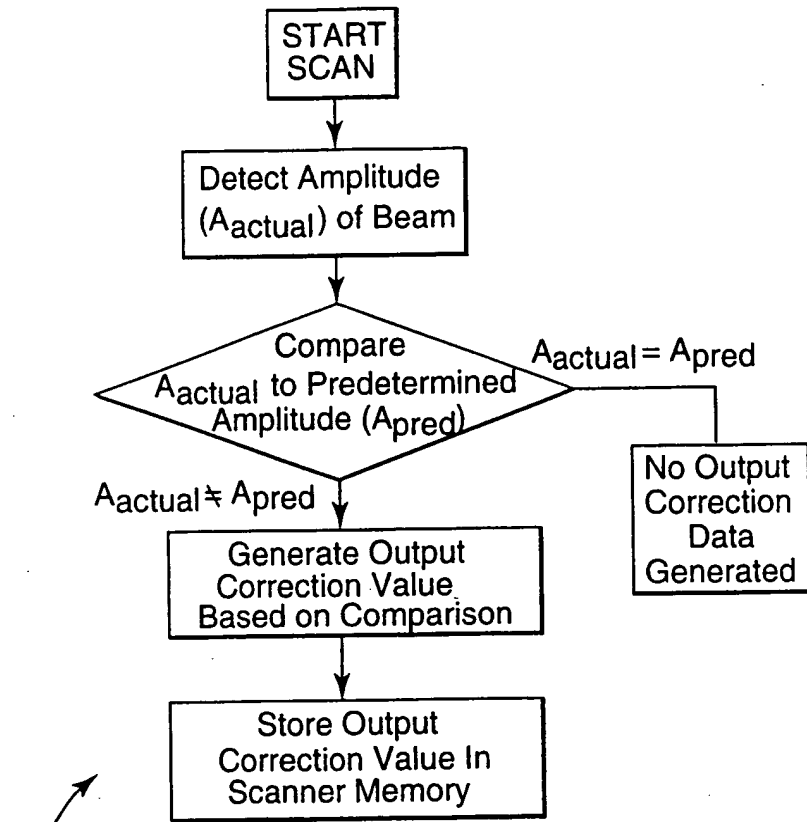 START
SCAN
Detect Amplitude
(Aactual) of Beam
Compare
Aactual to Predetermined
Amplitude (Apred)
Aactual = Apred
No Output
Correction
Data
Generated
Aactual ≠ Apred
Generate Output
Correction Value
Based on Comparison
Store Output
Correction Value In
Scanner Memory